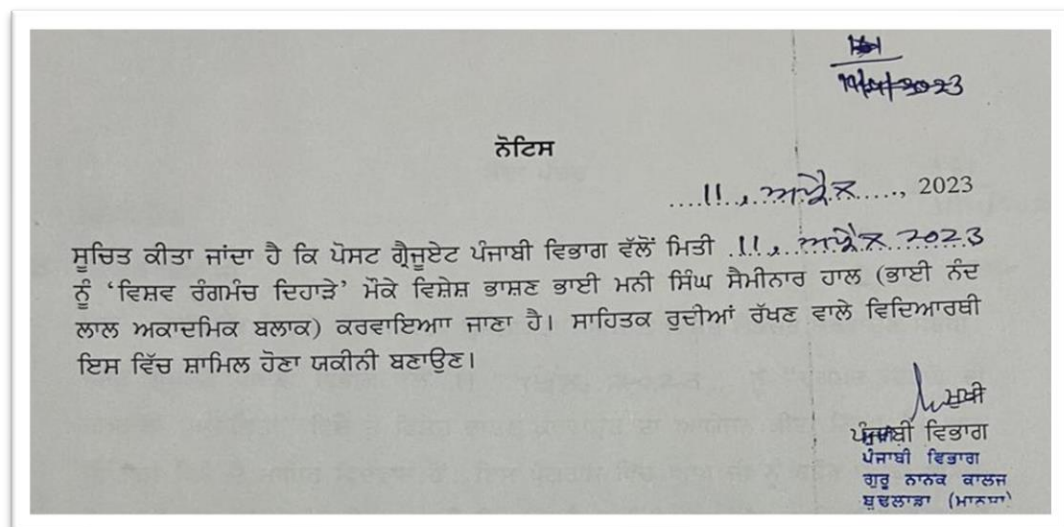 ਨੋਟਿਸ
....11., ਅਪ੍ਰੈਲ....., 2023
ਸੂਚਿਤ ਕੀਤਾ ਜਾਂਦਾ ਹੈ ਕਿ ਪੋਸਟ ਗ੍ਰੈਜੂਏਟ ਪੰਜਾਬੀ ਵਿਭਾਗ ਵੱਲੋਂ ਮਿਤੀ .11., ਅਪ੍ਰੈਲ 2023
ਨੂੰ ‘ਵਿਸ਼ਵ ਰੰਗਮੰਚ ਦਿਹਾੜੇ’ ਮੌਕੇ ਵਿਸ਼ੇਸ਼ ਭਾਸ਼ਣ ਭਾਈ ਮਨੀ ਸਿੰਘ ਸੈਮੀਨਾਰ ਹਾਲ (ਭਾਈ ਨੰਦ
ਲਾਲ ਅਕਾਦਮਿਕ ਬਲਾਕ) ਕਰਵਾਇਆਾ ਜਾਣਾ ਹੈ। ਸਾਹਿਤਕ ਰੁਚੀਆਂ ਰੱਖਣ ਵਾਲੇ ਵਿਦਿਆਰਥੀ
ਇਸ ਵਿੱਚ ਸ਼ਾਮਿਲ ਹੋਣਾ ਯਕੀਨੀ ਬਣਾਉਣ।
ਮੁਖੀ
ਪੰਜਾਬੀ ਵਿਭਾਗ
ਪੰਜਾਬੀ ਵਿਭਾਗ
ਗੁਰੂ ਨਾਨਕ ਕਾਲਜ
ਬੁਢਲਾਡਾ (ਮਾਨਸਾ)